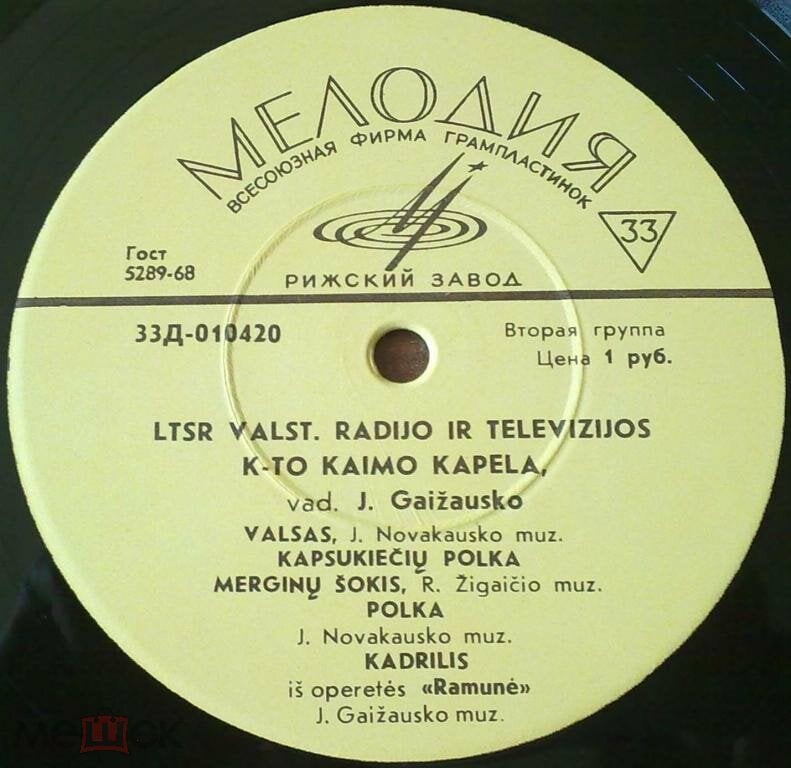 МЕЛОДИЯ
ВСЕСОЮЗНАЯ ФИРМА ГРАМПЛАСТИНОК
33
Гост
5289-68
РИЖСКИЙ ЗАВОД
33Д-010420
Вторая группа
Цена 1 руб.
LTSR VALST. RADIJO IR TELEVIZIJOS
K-TO KAIMO KAPELA,
vad. J. Gaižausko
VALSAS, J. Novakausko muz.
KAPSUKIEČIŲ POLKA
MERGINŲ ŠOKIS, R. Žigaičio muz.
POLKA
J. Novakausko muz.
KADRILIS
iš operetės «Ramunė»
J. Gaižausko muz.
мешок